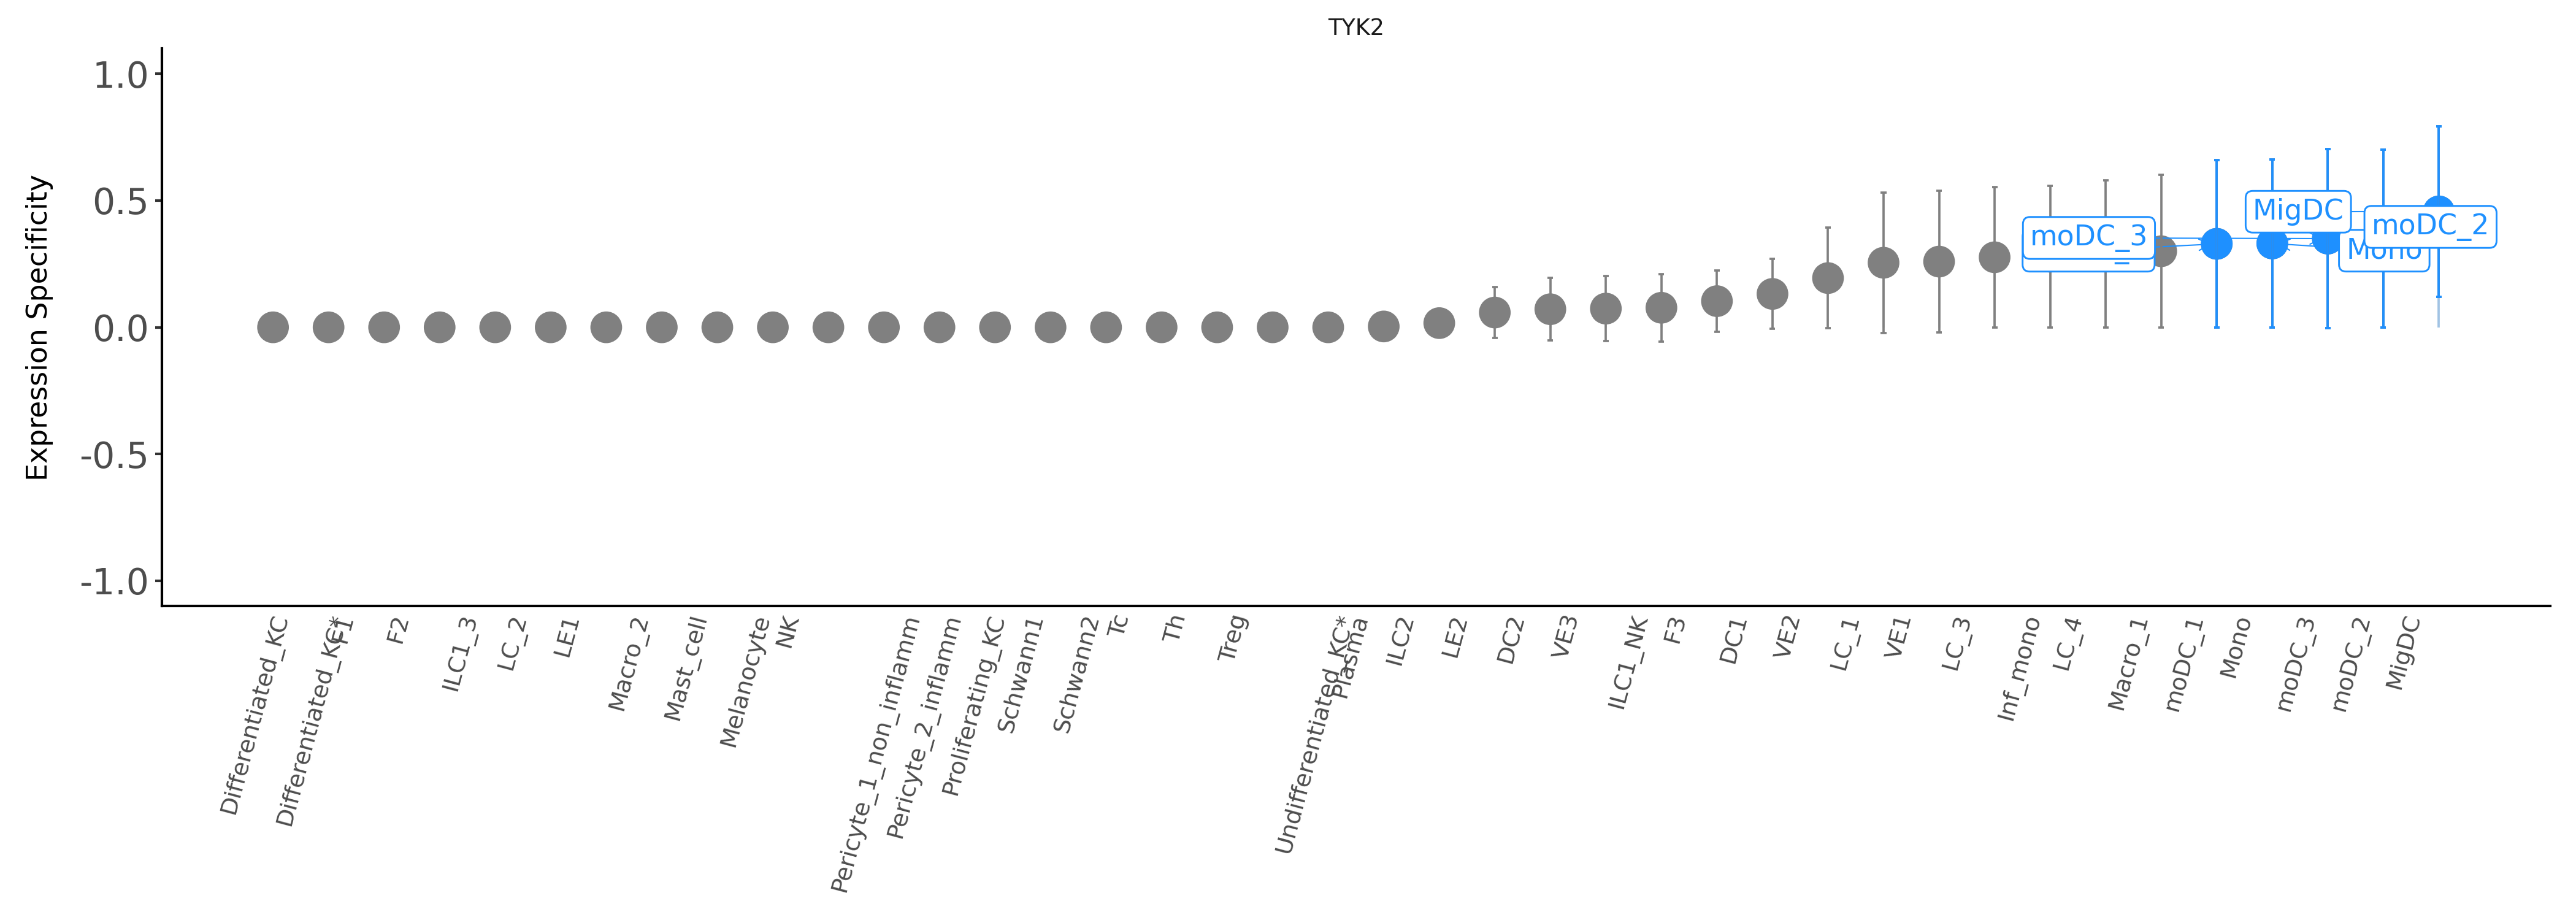 TYK2
Expression Specificity
1.0
0.5
0.0
-0.5
-1.0
MigDC
moDC_2
moDC_3
Mono
Differentiated_KC
Differentiated_KC*
F1
F2
ILC1_3
LC_2
LE1
Macro_2
Mast_cell
Melanocyte
NK
Pericyte_1_non_inflamm
Pericyte_2_inflamm
Proliferating_KC
Schwann1
Schwann2
Tc
Th
Treg
Undifferentiated_KC*
Plasma
ILC2
LE2
DC2
VE3
ILC1_NK
F3
DC1
VE2
LC_1
VE1
LC_3
Inf_mono
LC_4
Macro_1
moDC_1
Mono
moDC_3
moDC_2
MigDC